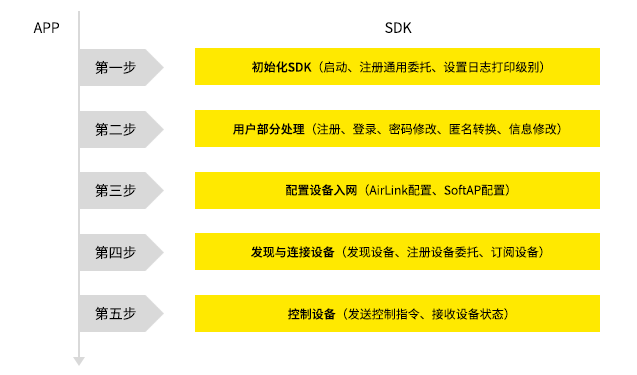 APP
SDK
第一步
初始化SDK（启动、注册通用委托、设置日志打印级别）
第二步
用户部分处理（注册、登录、密码修改、匿名转换、信息修改）
第三步
配置设备入网（AirLink配置、SoftAP配置）
第四步
发现与连接设备（发现设备、注册设备委托、订阅设备）
第五步
控制设备（发送控制指令、接收设备状态）